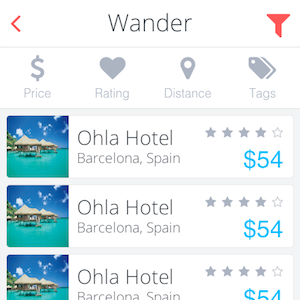 Wander
$
Price Rating Distance Tags
Ohla Hotel
Barcelona, Spain
$54
Ohla Hotel
Barcelona, Spain
$54
Ohla Hotel
Barcelona, Spain
$54